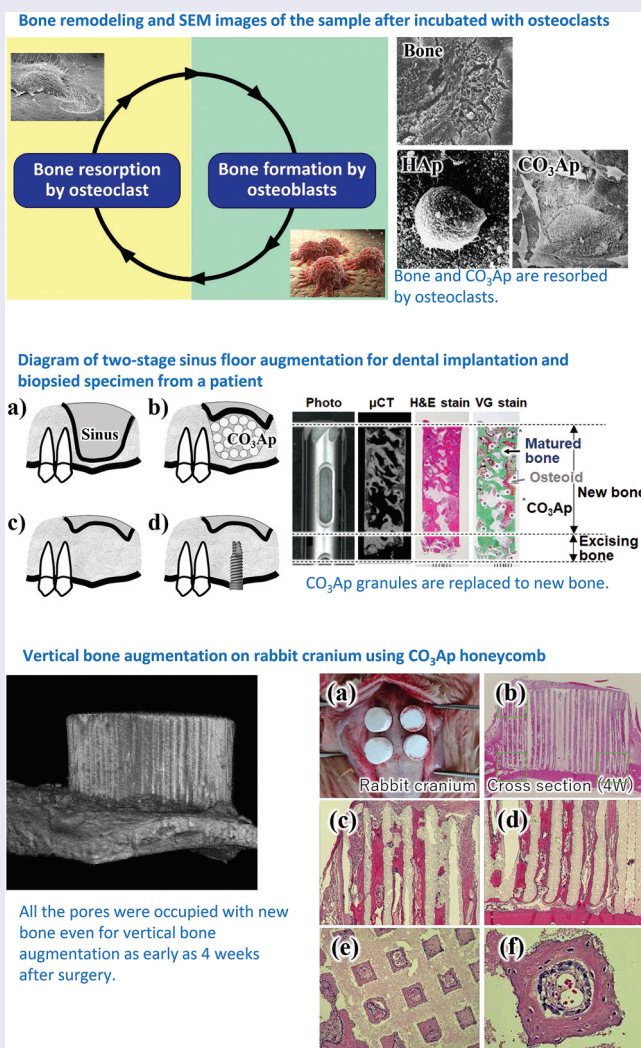 Bone remodeling and SEM images of the sample after incubated with osteoclasts
Bone resorption
by osteoclast
Bone formation by
osteoblasts
Bone
HAp
CO₃Ap
Bone and CO₃Ap are resorbed
by osteoclasts.
Diagram of two-stage sinus floor augmentation for dental implantation and
biopsied specimen from a patient
a)
Sinus
b)
CO₃Ap
c)
d)
Photo
µCT
H&E stain
VG stain
Matured
bone
Osteoid
* CO₃Ap
New bone
Excising
bone
CO₃Ap granules are replaced to new bone.
Vertical bone augmentation on rabbit cranium using CO₃Ap honeycomb
(a)
Rabbit cranium
(b)
Cross section (4W)
(c)
(d)
(e)
(f)
All the pores were occupied with new
bone even for vertical bone
augmentation as early as 4 weeks
after surgery.